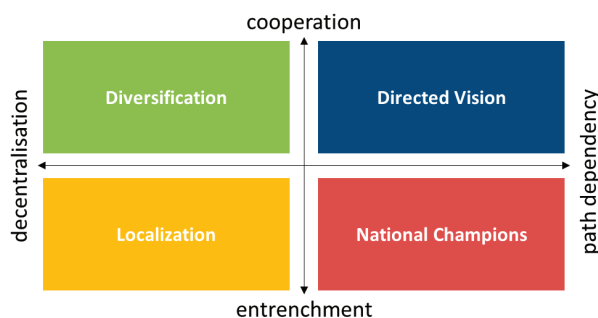 cooperation
decentralisation
Diversification
Directed Vision
path dependency
Localization
National Champions
entrenchment